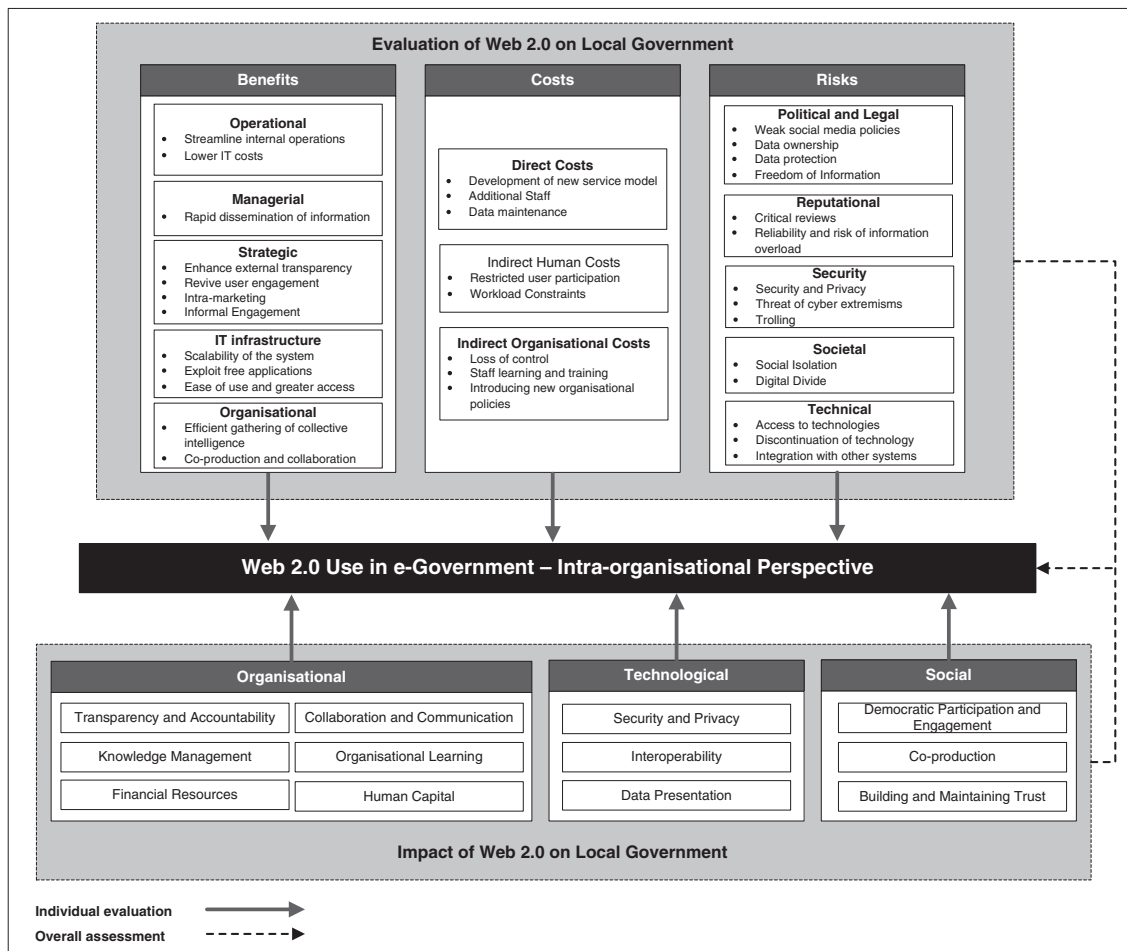 Evaluation of Web 2.0 on Local Government
Benefits
Operational
• Streamline internal operations
• Lower IT costs
Managerial
• Rapid dissemination of information
Strategic
• Enhance external transparency
• Revive user engagement
• Intra-marketing
• Informal Engagement
IT infrastructure
• Scalability of the system
• Exploit free applications
• Ease of use and greater access
Organisational
• Efficient gathering of collective
intelligence
• Co-production and collaboration
Costs
Direct Costs
• Development of new service model
• Additional Staff
• Data maintenance
Indirect Human Costs
• Restricted user participation
• Workload Constraints
Indirect Organisational Costs
• Loss of control
• Staff learning and training
• Introducing new organisational
policies
Risks
Political and Legal
• Weak social media policies
• Data ownership
• Data protection
• Freedom of Information
Reputational
• Critical reviews
• Reliability and risk of information
overload
Security
• Security and Privacy
• Threat of cyber extremisms
• Trolling
Societal
• Social Isolation
• Digital Divide
Technical
• Access to technologies
• Discontinuation of technology
• Integration with other systems
Web 2.0 Use in e-Government – Intra-organisational Perspective
Organisational
Transparency and Accountability
Collaboration and Communication
Knowledge Management
Organisational Learning
Financial Resources
Human Capital
Technological
Security and Privacy
Interoperability
Data Presentation
Social
Democratic Participation and
Engagement
Co-production
Building and Maintaining Trust
Impact of Web 2.0 on Local Government
Individual evaluation
Overall assessment